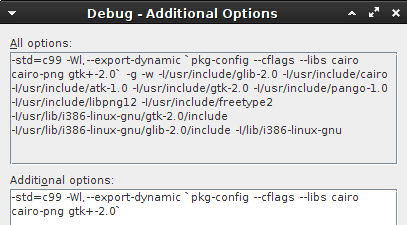 Debug - Additional Options
All options:
-std=c99 -Wl,--export-dynamic `pkg-config --cflags --libs cairo
cairo-png gtk+-2.0` -g -w -I/usr/include/glib-2.0 -I/usr/include/cairo
-I/usr/include/atk-1.0 -I/usr/include/gtk-2.0 -I/usr/include/pango-1.0
-I/usr/include/libpng12 -I/usr/include/freetype2
-I/usr/lib/i386-linux-gnu/gtk-2.0/include
-I/usr/lib/i386-linux-gnu/glib-2.0/include -I/lib/i386-linux-gnu
Additional options:
-std=c99 -Wl,--export-dynamic `pkg-config --cflags --libs cairo
cairo-png gtk+-2.0`